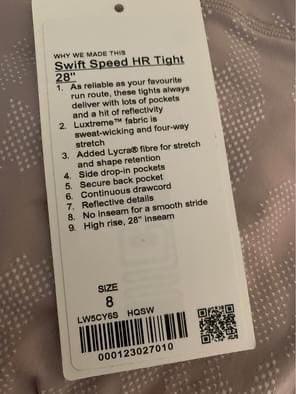 WHY WE MADE THIS
Swift Speed HR Tight
28"
1. As reliable as your favourite
run route, these tights always
deliver with lots of pockets
and a hit of reflectivity
2. Luxtreme™ fabric is
sweat-wicking and four-way
stretch
3. Added Lycra® fibre for stretch
and shape retention
4. Side drop-in pockets
5. Secure back pocket
6. Continuous drawcord
7. Reflective details
8. No inseam for a smooth stride
9. High rise, 28" inseam
SIZE
8
LW5CY6S HQSW
000123027010